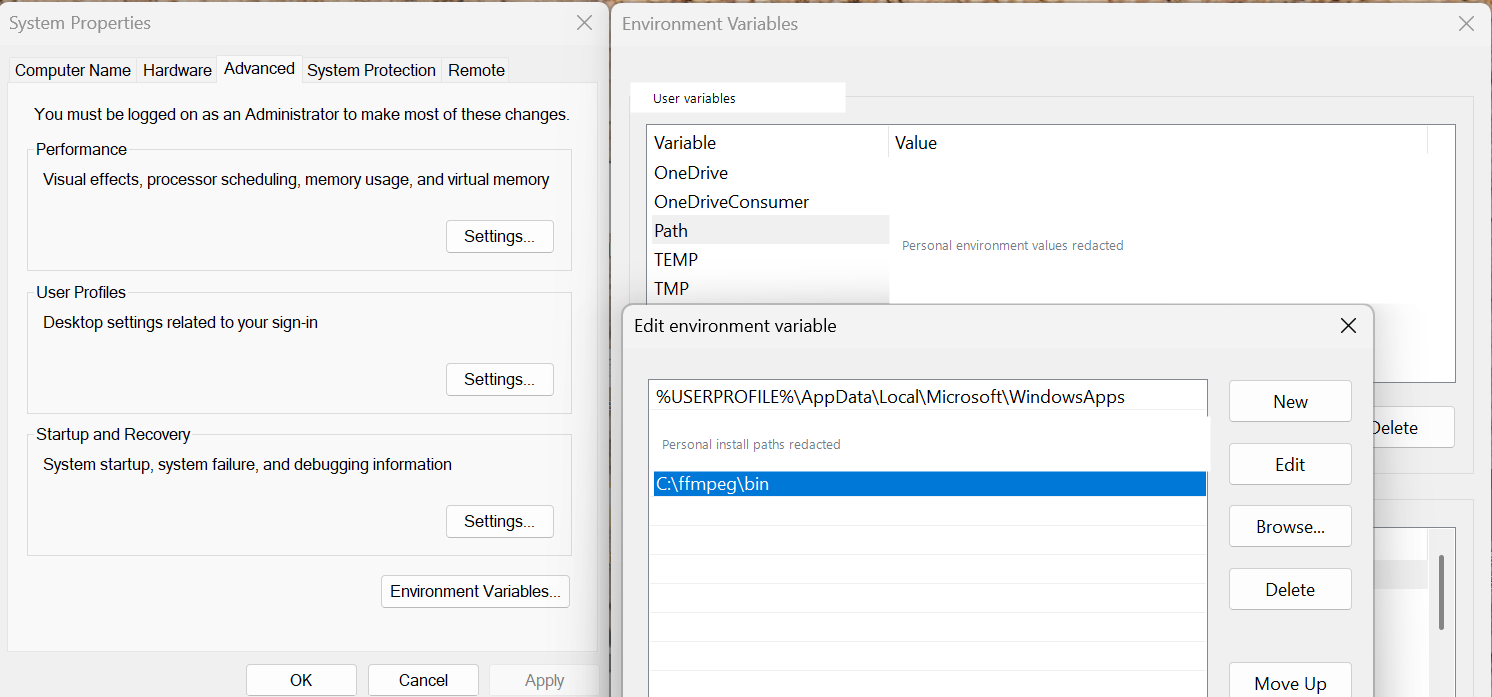 System Properties
Computer Name Hardware Advanced System Protection Remote
You must be logged on as an Administrator to make most of these changes.
Performance
Visual effects, processor scheduling, memory usage, and virtual memory
Settings...
User Profiles
Desktop settings related to your sign-in
Settings...
Startup and Recovery
System startup, system failure, and debugging information
Settings...
Environment Variables...
OK Cancel Apply
Environment Variables
User variables
Variable Value
OneDrive
OneDriveConsumer
Path
Personal environment values redacted
TEMP
TMP
Delete
Edit environment variable
%USERPROFILE%\AppData\Local\Microsoft\WindowsApps
Personal install paths redacted
C:\ffmpeg\bin
New
Edit
Browse...
Delete
Move Up